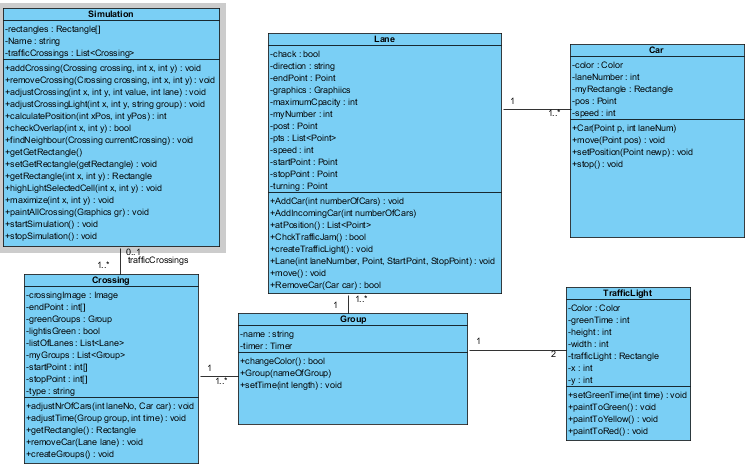 Simulation
-rectangles : Rectangle[]
-Name : string
-trafficCrossings : List<Crossing>
+addCrossing(Crossing crossing, int x, int y) : void
+removeCrossing(Crossing crossing, int x, int y) : void
+adjustCrossing(int x, int y, int value, int lane) : void
+adjustCrossingLight(int x, int y, string group) : void
+calculatePosition(int xPos, int yPos) : int
+checkOverlap(int x, int y) : bool
+findNeighbour(Crossing currentCrossing) : void
+getGetRectangle()
+setGetRectangle(getRectangle) : void
+getRectangle(int x, int y) : Rectangle
+highLightSelectedCell(int x, int y) : void
+maximize(int x, int y) : void
+paintAllCrossing(Graphics gr) : void
+startSimulation() : void
+stopSimulation() : void
0..1
trafficCrossings
1..*
Crossing
-crossingImage : Image
-endPoint : int[]
-greenGroups : Group
-lightisGreen : bool
-listOfLanes : List<Lane>
-myGroups : List<Group>
-startPoint : int[]
-stopPoint : int[]
-type : string
+adjustNrOfCars(int laneNo, Car car) : void
+adjustTime(Group group, int time) : void
+getRectangle() : Rectangle
+removeCar(Lane lane) : void
+createGroups() : void
1
1..*
Lane
-chack : bool
-direction : string
-endPoint : Point
-graphics : Graphiics
-maximumCpacity : int
-myNumber : int
-post : Point
-pts : List<Point>
-speed : int
-startPoint : Point
-stopPoint : Point
-turning : Point
+AddCar(int numberOfCars) : void
+AddIncomingCar(int numberOfCars)
+atPosition() : List<Point>
+ChckTrafficJam() : bool
+createTrafficLight() : void
+Lane(int laneNumber, Point, StartPoint, StopPoint) : void
+move() : void
+RemoveCar(Car car) : bool
1..*
1
Group
-name : string
-timer : Timer
+changeColor() : bool
+Group(nameOfGroup)
+setTime(int length) : void
1
1..*
Car
-color : Color
-laneNumber : int
-myRectangle : Rectangle
-pos : Point
-speed : int
+Car(Point p, int laneNum)
+move(Point pos) : void
+setPosition(Point newp) : void
+stop() : void
1
2
TrafficLight
-Color : Color
-greenTime : int
-height : int
-width : int
-trafficLight : Rectangle
-x : int
-y : int
+setGreenTime(int time) : void
+paintToGreen() : void
+paintToYellow() : void
+paintToRed() : void